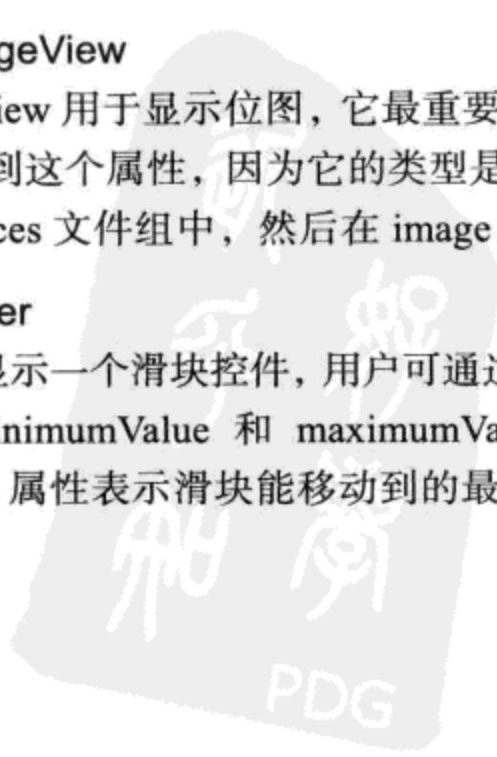 geView
iew 用于显示位图，它最重要
到这个属性，因为它的类型是
ces 文件组中，然后在 image
er
显示一个滑块控件，用户可通过
nimumValue 和 maximumVa
属性表示滑块能移动到的最
PDG